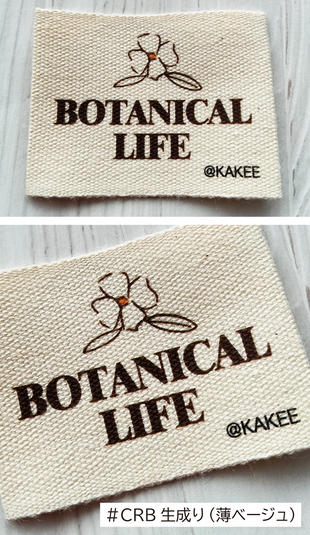 BOTANICAL
LIFE
@KAKEE
BOTANICAL
LIFE
@KAKEE
#CRB 生成り(薄ベージュ)